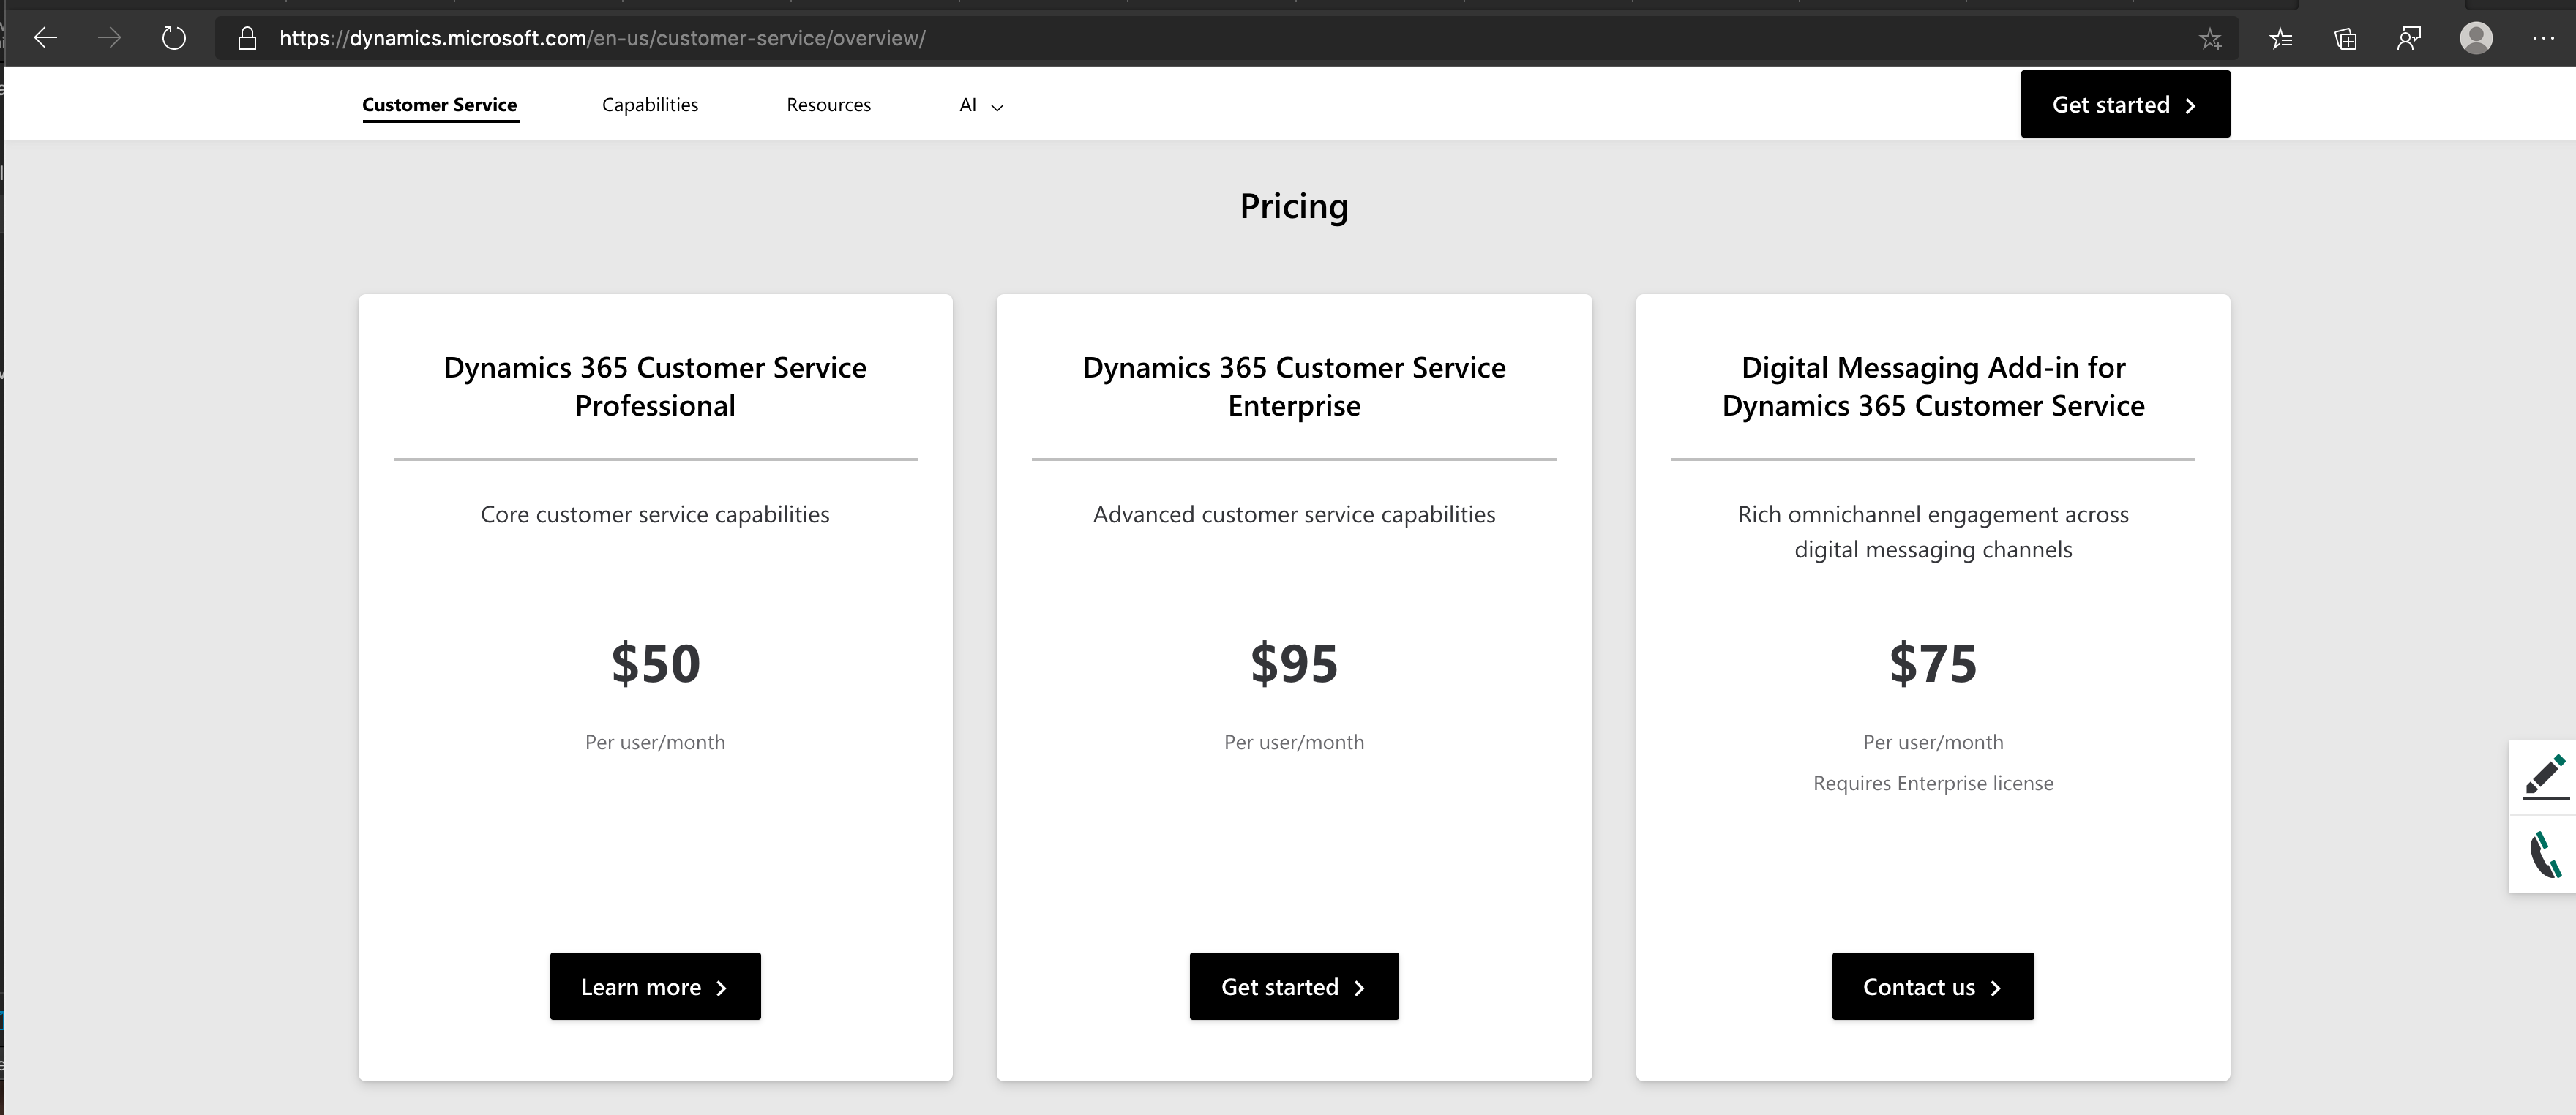 https://dynamics.microsoft.com/en-us/customer-service/overview/
Customer Service
Capabilities
Resources
AI
Get started
Pricing
Dynamics 365 Customer Service
Professional
Core customer service capabilities
$50
Per user/month
Learn more
Dynamics 365 Customer Service
Enterprise
Advanced customer service capabilities
$95
Per user/month
Get started
Digital Messaging Add-in for
Dynamics 365 Customer Service
Rich omnichannel engagement across
digital messaging channels
$75
Per user/month
Requires Enterprise license
Contact us